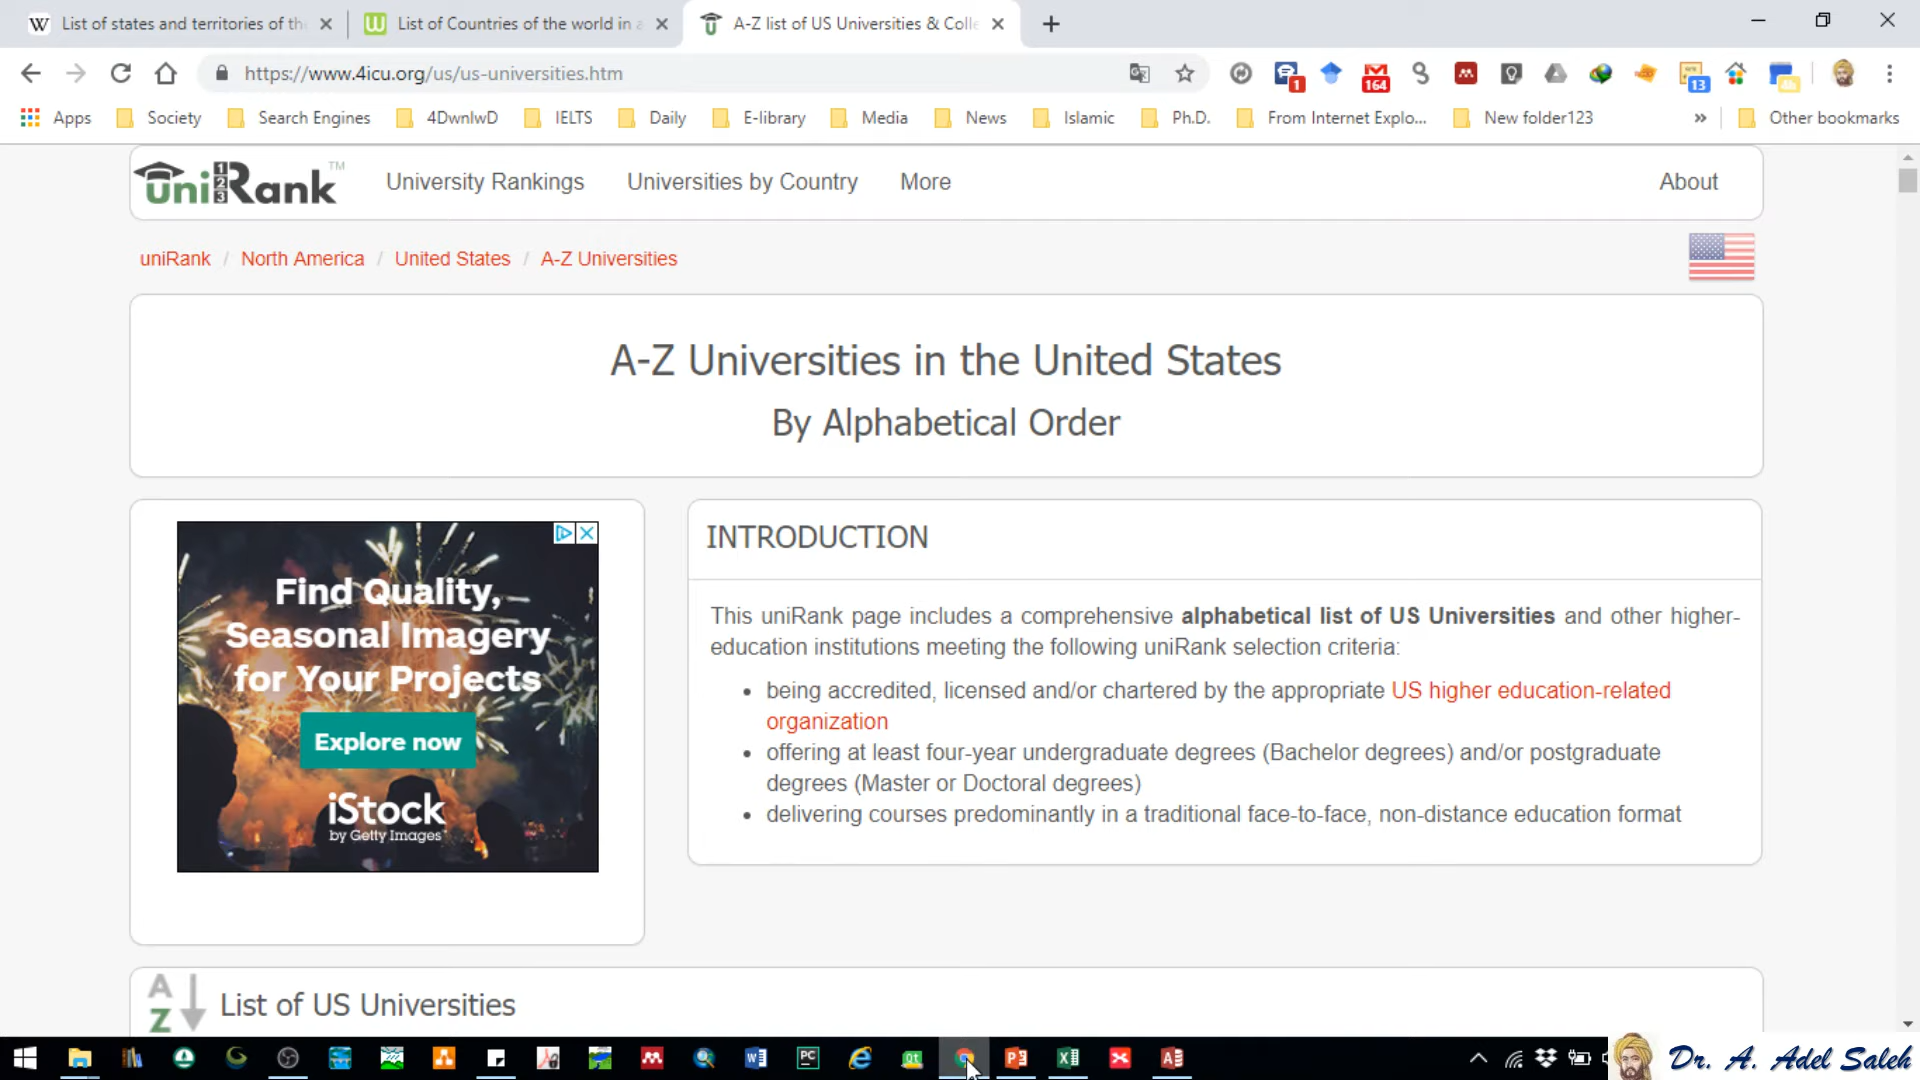 List of states and territories of the
List of Countries of the world in a
A-Z list of US Universities & Colle
https://www.4icu.org/us/us-universities.htm
1
164
13
Apps
Society
Search Engines
4DwnlwD
IELTS
Daily
E-library
Media
News
Islamic
Ph.D.
From Internet Explo...
New folder123
»
Other bookmarks
uni123Rank™
University Rankings
Universities by Country
More
About
uniRank / North America / United States / A-Z Universities
A-Z Universities in the United States
By Alphabetical Order
Find Quality,
Seasonal Imagery
for Your Projects
Explore now
iStock
by Getty Images™
INTRODUCTION
This uniRank page includes a comprehensive alphabetical list of US Universities and other higher-
education institutions meeting the following uniRank selection criteria:
• being accredited, licensed and/or chartered by the appropriate US higher education-related
organization
• offering at least four-year undergraduate degrees (Bachelor degrees) and/or postgraduate
degrees (Master or Doctoral degrees)
• delivering courses predominantly in a traditional face-to-face, non-distance education format
A
Z
List of US Universities
Dr. A. Adel Saleh